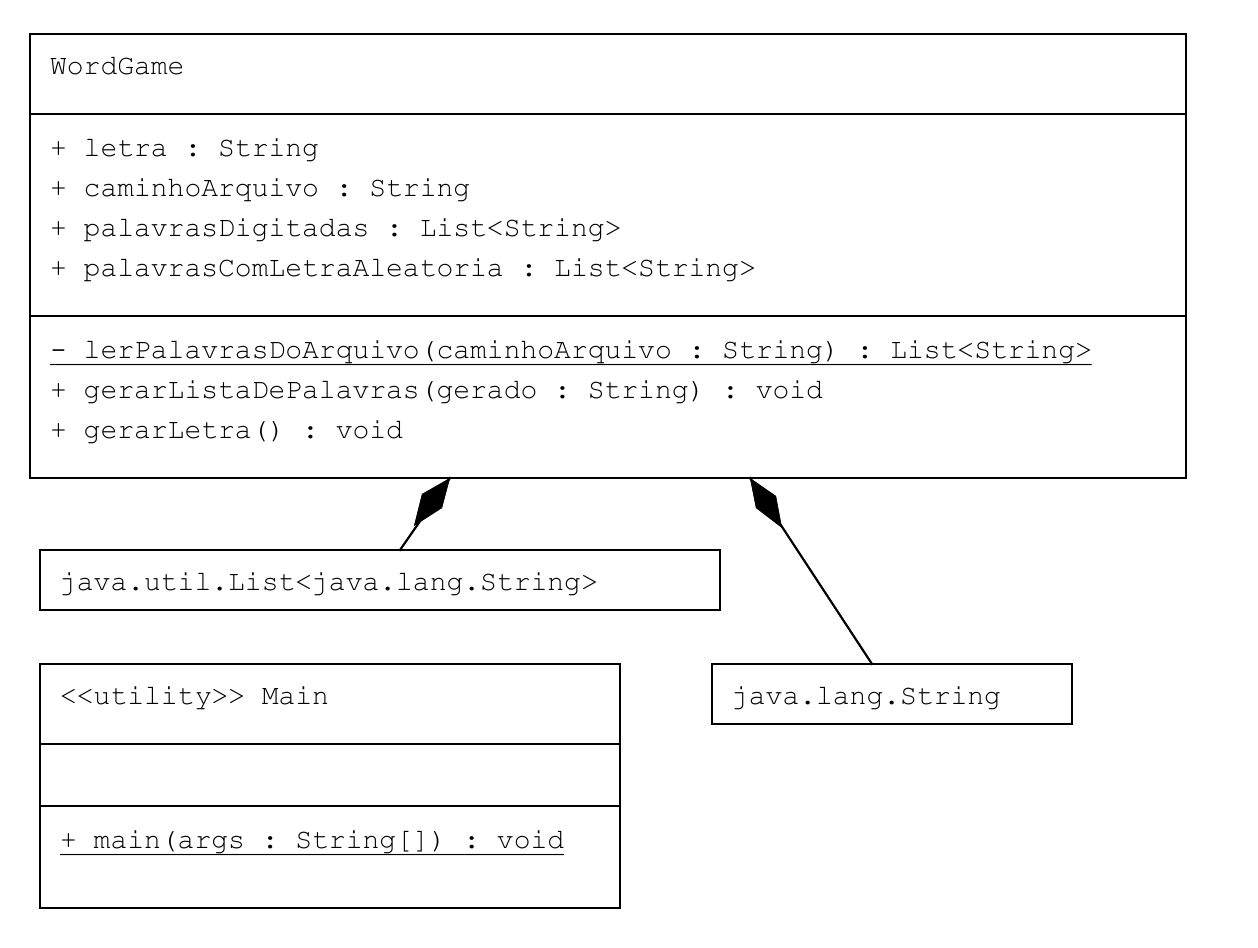 WordGame
+ letra : String
+ caminhoArquivo : String
+ palavrasDigitadas : List<String>
+ palavrasComLetraAleatoria : List<String>
- lerPalavrasDoArquivo(caminhoArquivo : String) : List<String>
+ gerarListaDePalavras(gerado : String) : void
+ gerarLetra() : void
java.util.List<java.lang.String>
<<utility>> Main
java.lang.String
+ main(args : String[]) : void